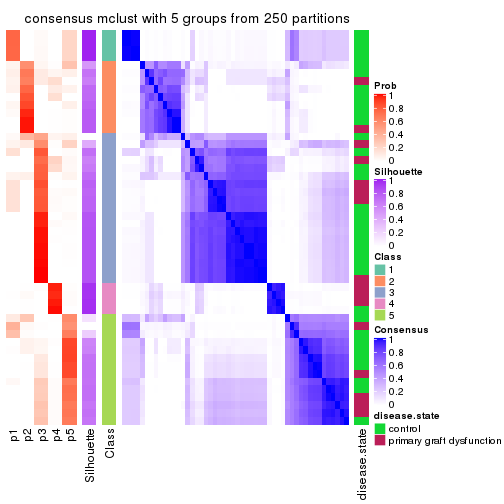 consensus mclust with 5 groups from 250 partitions
Prob
1
0.8
0.6
0.4
0.2
0
Silhouette
1
0.8
0.6
0.4
0.2
0
Class
1
2
3
4
5
Consensus
1
0.8
0.6
0.4
0.2
0
disease.state
control
primary graft dysfunction
p1
p2
p3
p4
p5
Silhouette
Class
disease.state